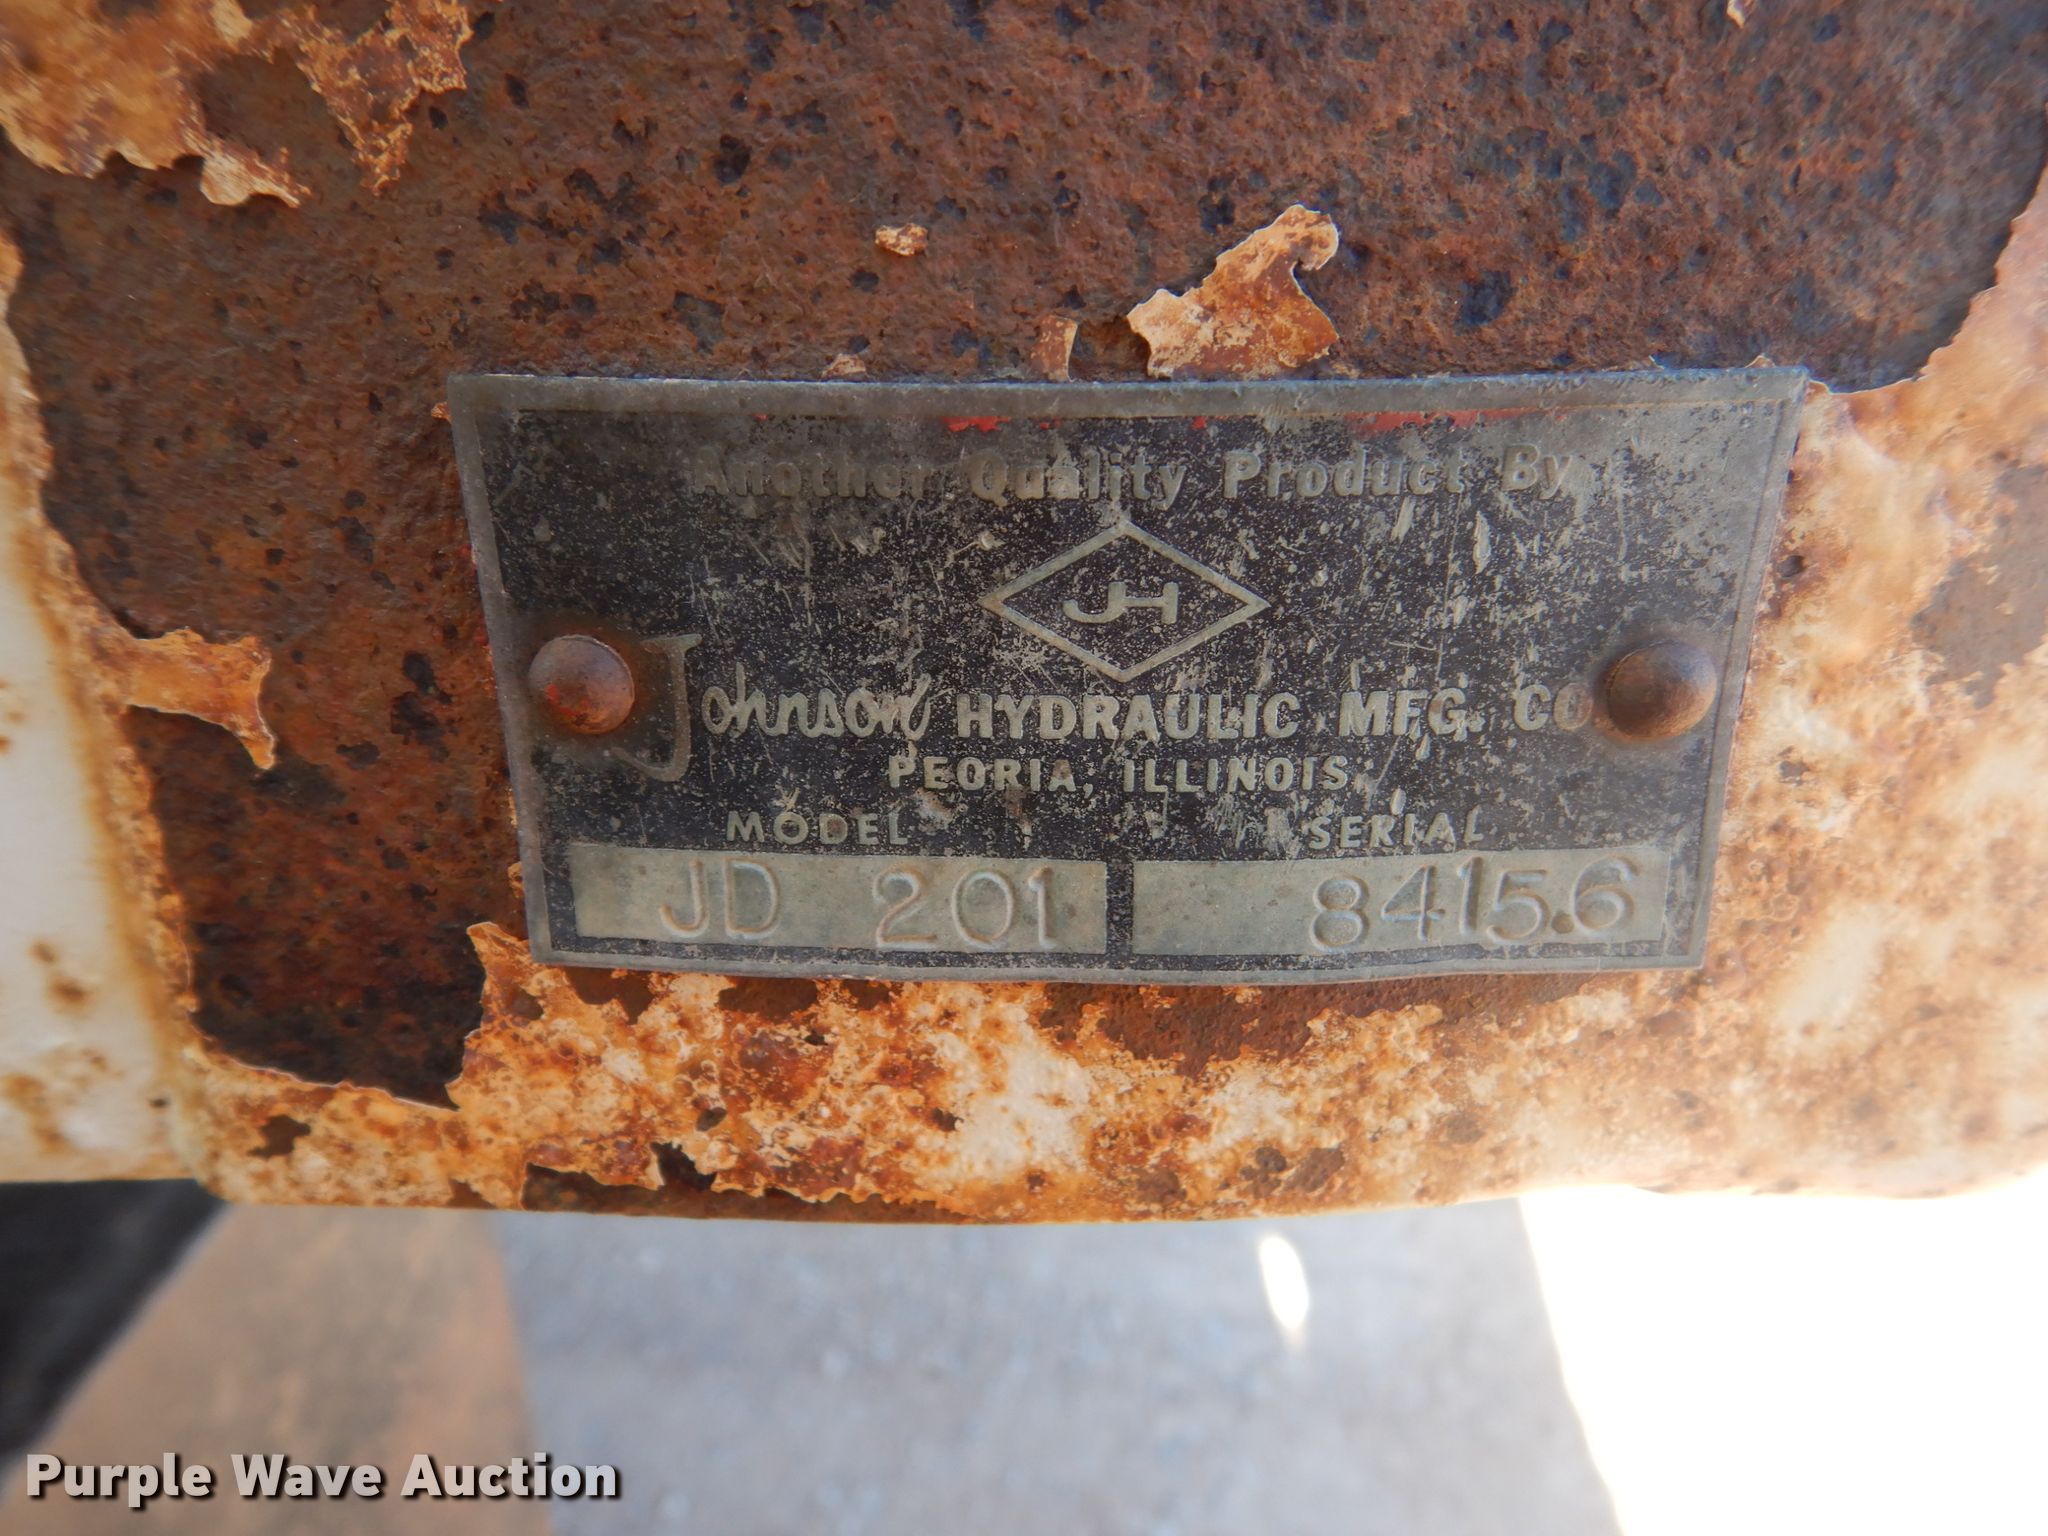 Another Quality Product By
JH
Johnson HYDRAULIC MFG. CO
PEORIA, ILLINOIS
MODEL SERIAL
JD 201 8415.6
Purple Wave Auction